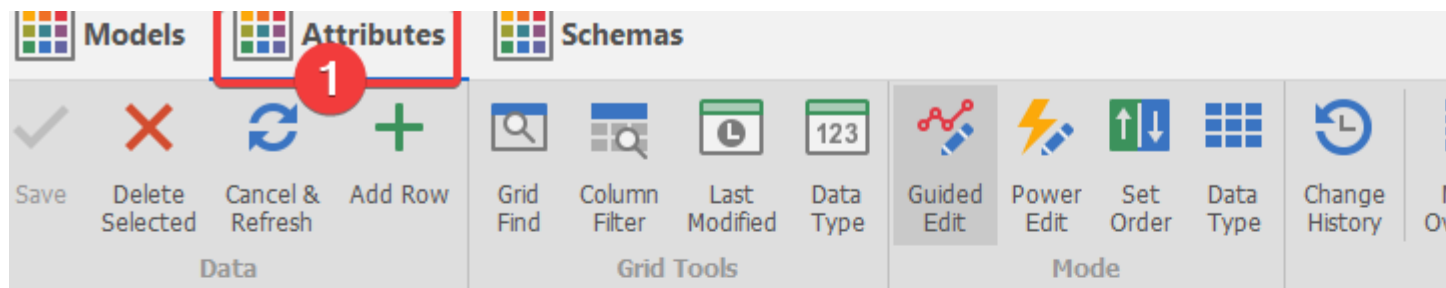 Models
Attributes
Schemas
1
123
Save
Delete
Selected
Cancel &
Refresh
Add Row
Grid
Find
Column
Filter
Last
Modified
Data
Type
Guided
Edit
Power
Edit
Set
Order
Data
Type
Change
History
Data
Grid Tools
Mode